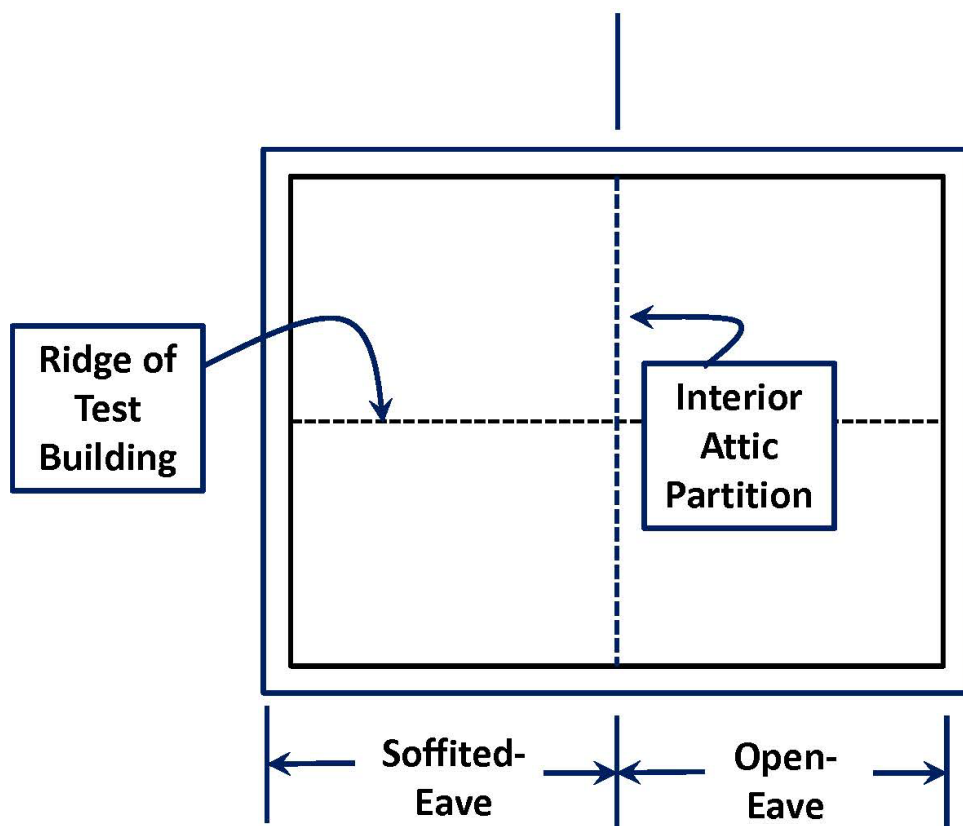 Ridge of
Test
Building
Interior
Attic
Partition
Soffited-
Eave
Open-
Eave